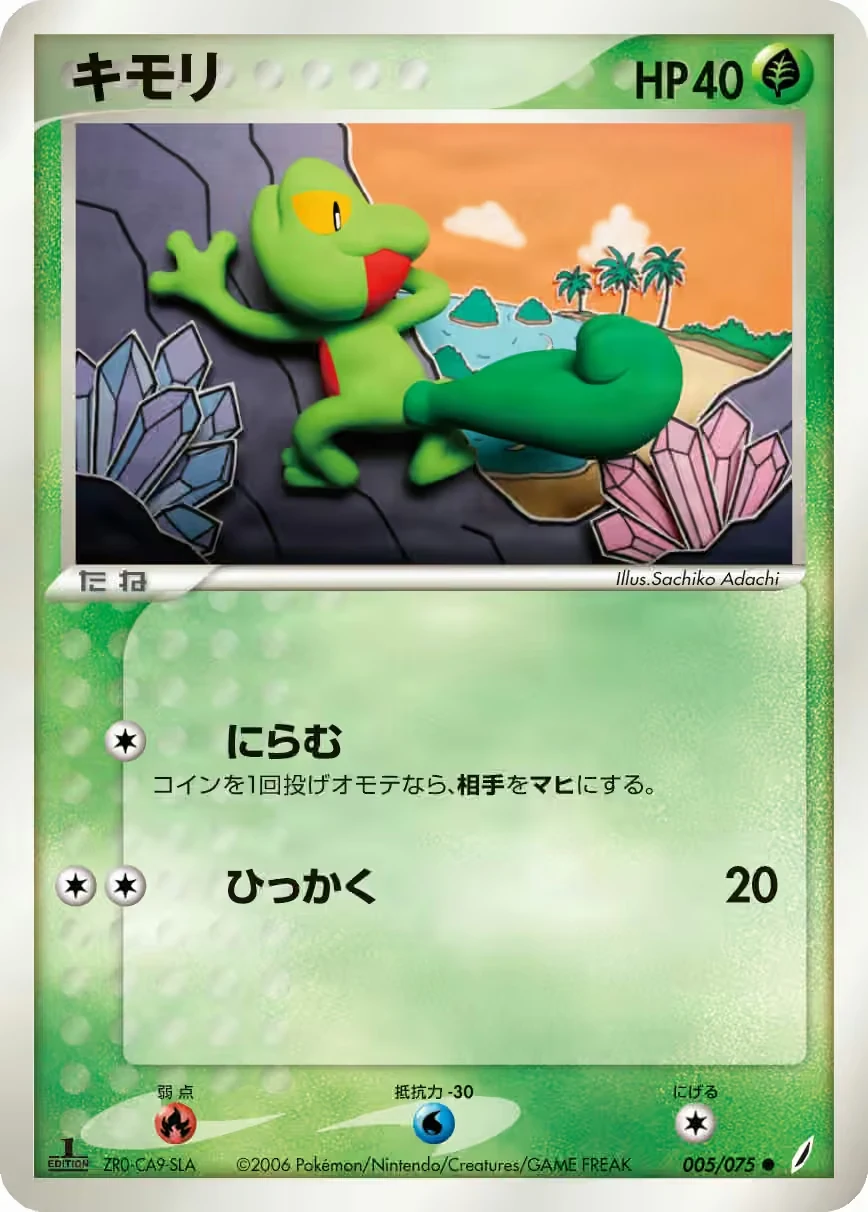 キモリ HP40
たね Illus.Sachiko Adachi
にらむ
コインを1回投げオモテなら、相手をマヒにする。
ひっかく 20
弱点 抵抗力 -30 にげる
1 EDITION ZR0-CA9-SLA ©2006 Pokémon/Nintendo/Creatures/GAME FREAK 005/075